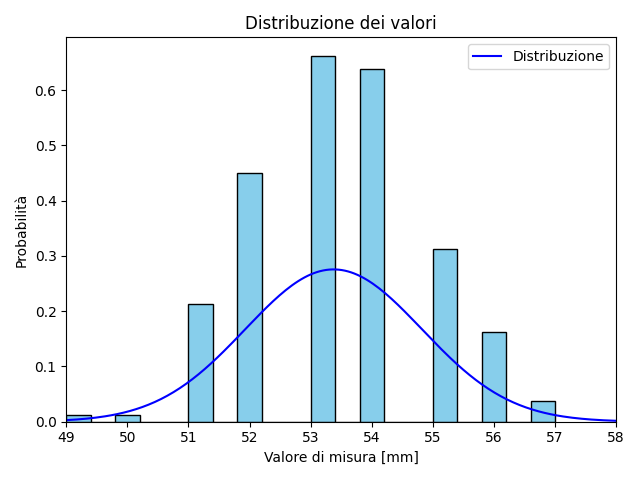 Distribuzione dei valori
Distribuzione
Probabilità
0.6
0.5
0.4
0.3
0.2
0.1
0.0
49 50 51 52 53 54 55 56 57 58
Valore di misura [mm]